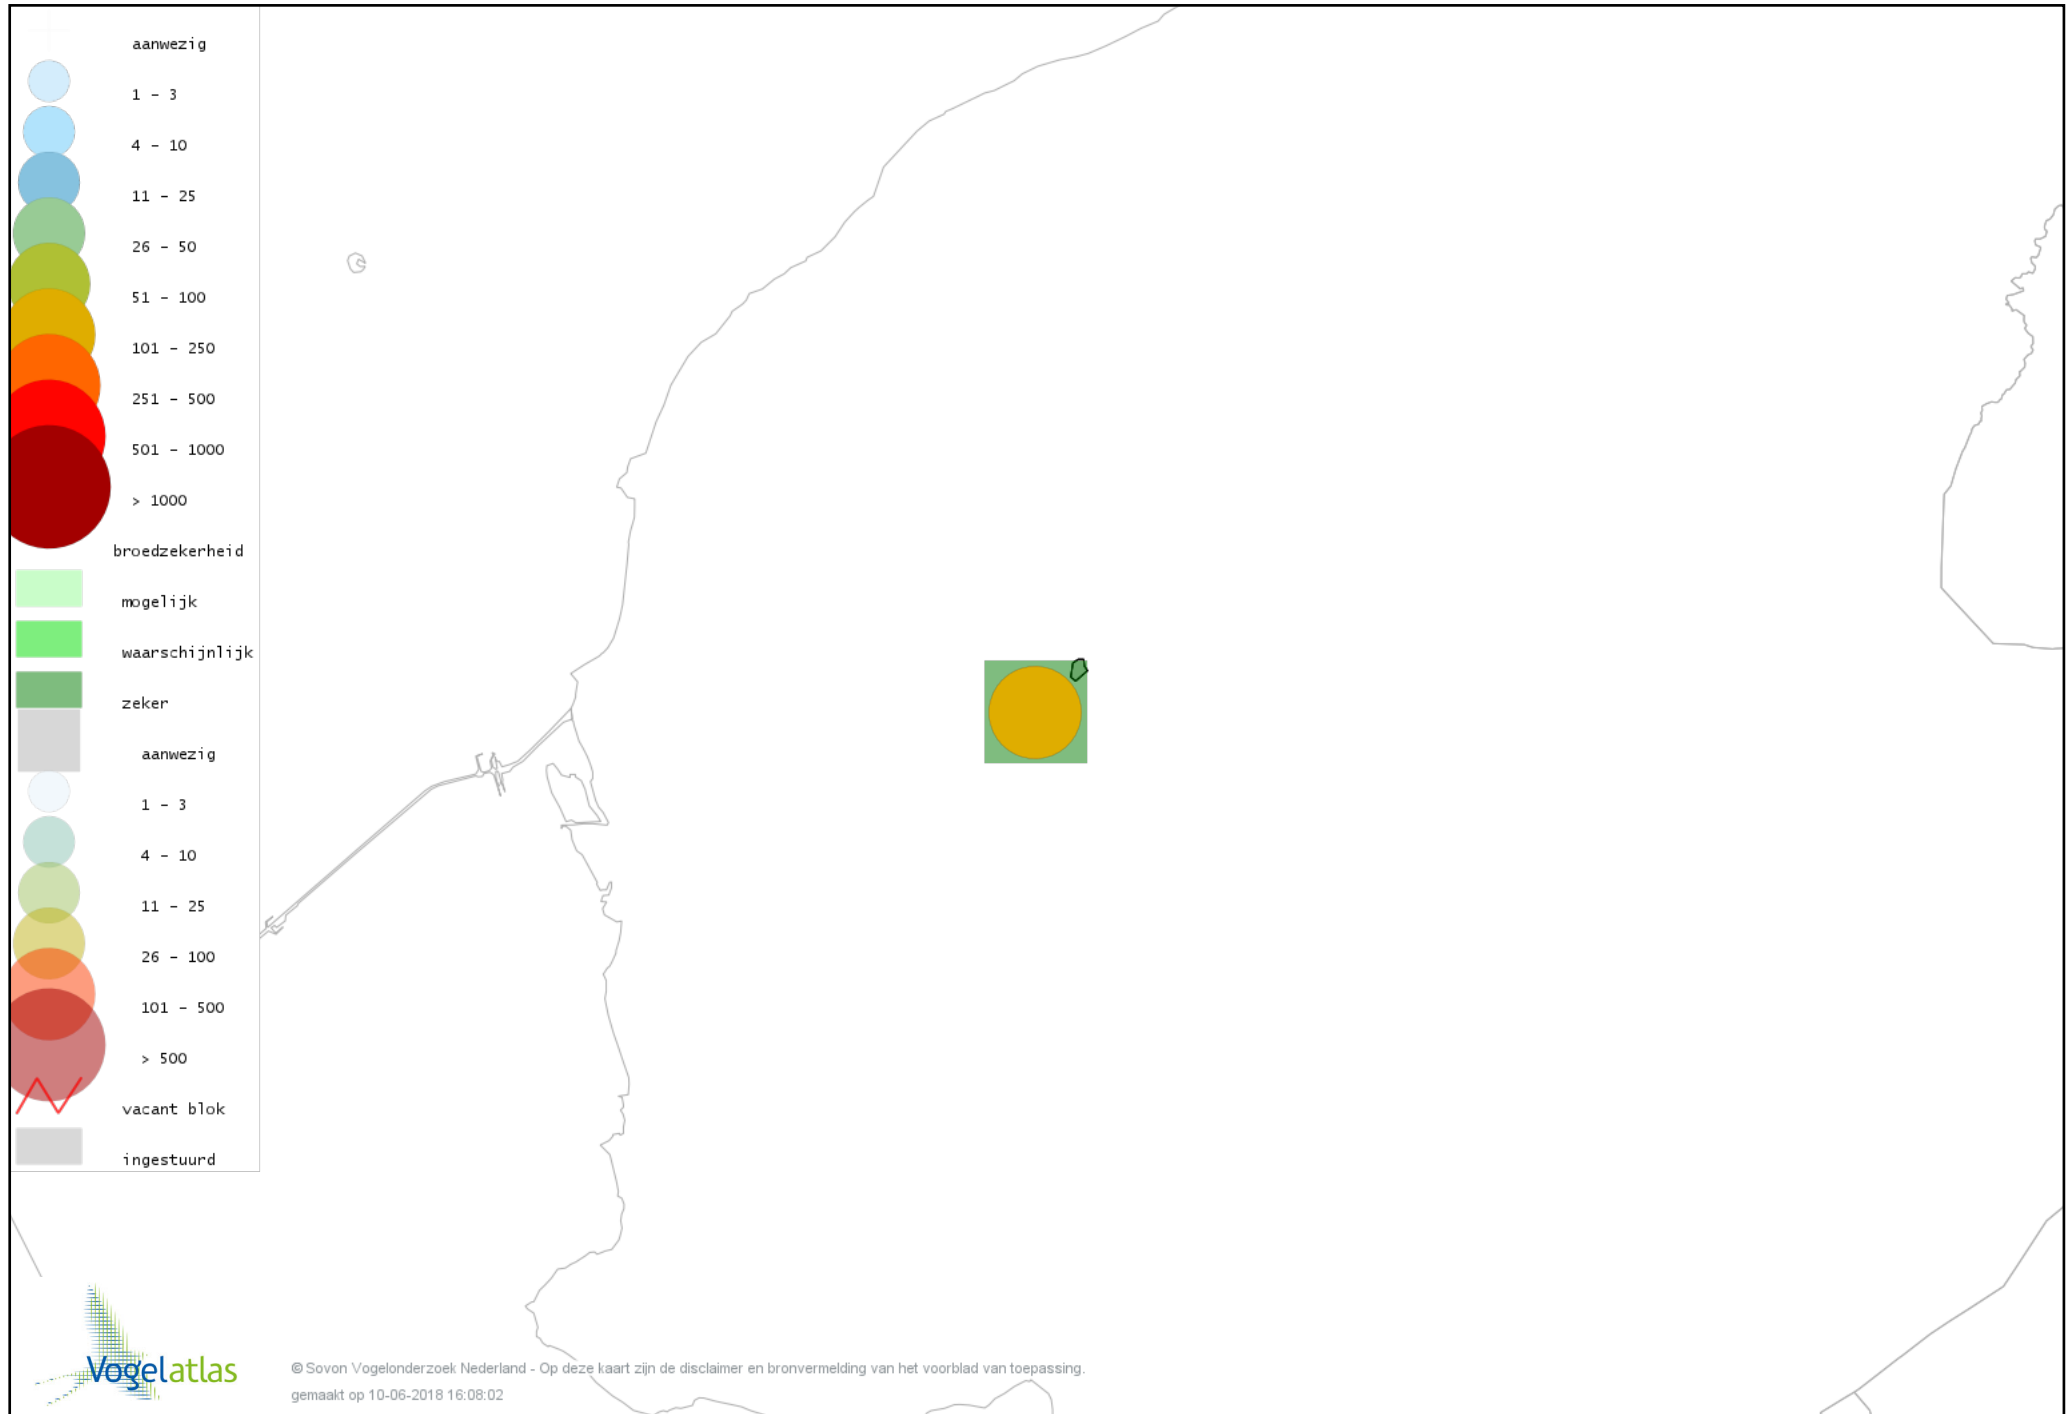 aanwezig
1 - 3
4 - 10
11 - 25
26 - 50
51 - 100
101 - 250
251 - 500
501 - 1000
> 1000
broedzekerheid
mogelijk
waarschijnlijk
zeker
aanwezig
1 - 3
4 - 10
11 - 25
26 - 100
101 - 500
> 500
vacant blok
ingestuurd
Vogelatlas
© Sovon Vogelonderzoek Nederland - Op deze kaart zijn de disclaimer en bronvermelding van het voorblad van toepassing.
gemaakt op 10-06-2018 16:08:02